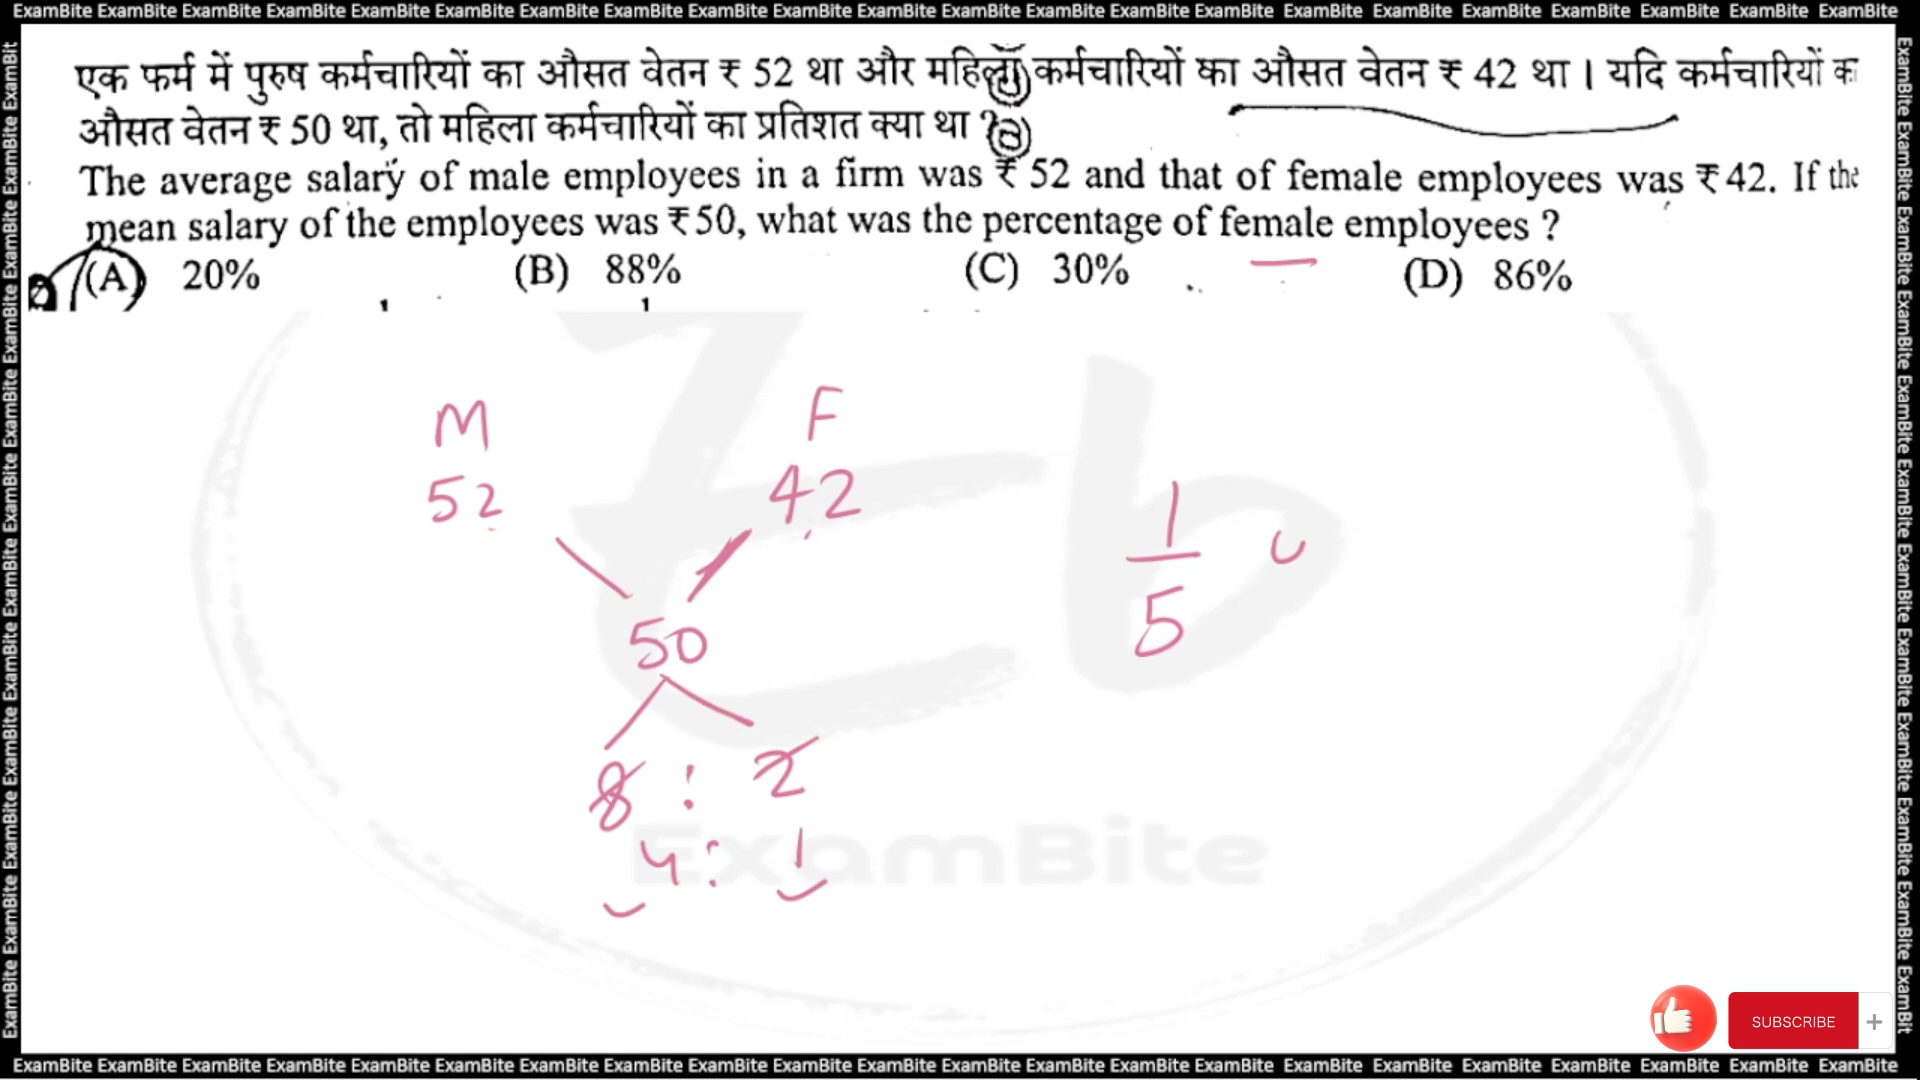 ExamBite ExamBite ExamBite ExamBite ExamBite ExamBite ExamBite ExamBite ExamBite ExamBite ExamBite ExamBite ExamBite ExamBite ExamBite ExamBite ExamBite ExamBite ExamBite ExamBite ExamBite ExamBite
एक फर्म में पुरुष कर्मचारियों का औसत वेतन ₹ 52 था और महिला कर्मचारियों का औसत वेतन ₹ 42 था । यदि कर्मचारियों का
औसत वेतन ₹ 50 था, तो महिला कर्मचारियों का प्रतिशत क्या था ?
The average salary of male employees in a firm was ₹ 52 and that of female employees was ₹ 42. If the
mean salary of the employees was ₹ 50, what was the percentage of female employees ?
(A) 20% (B) 88% (C) 30% (D) 86%
M F
52 42
1
5
50
8 : 2
4 : 1
ExamBite
SUBSCRIBE +
ExamBite ExamBite ExamBite ExamBite ExamBite ExamBite ExamBite ExamBite ExamBite ExamBite ExamBite ExamBite ExamBite ExamBite ExamBite ExamBite ExamBite ExamBite ExamBite ExamBite ExamBite ExamBite